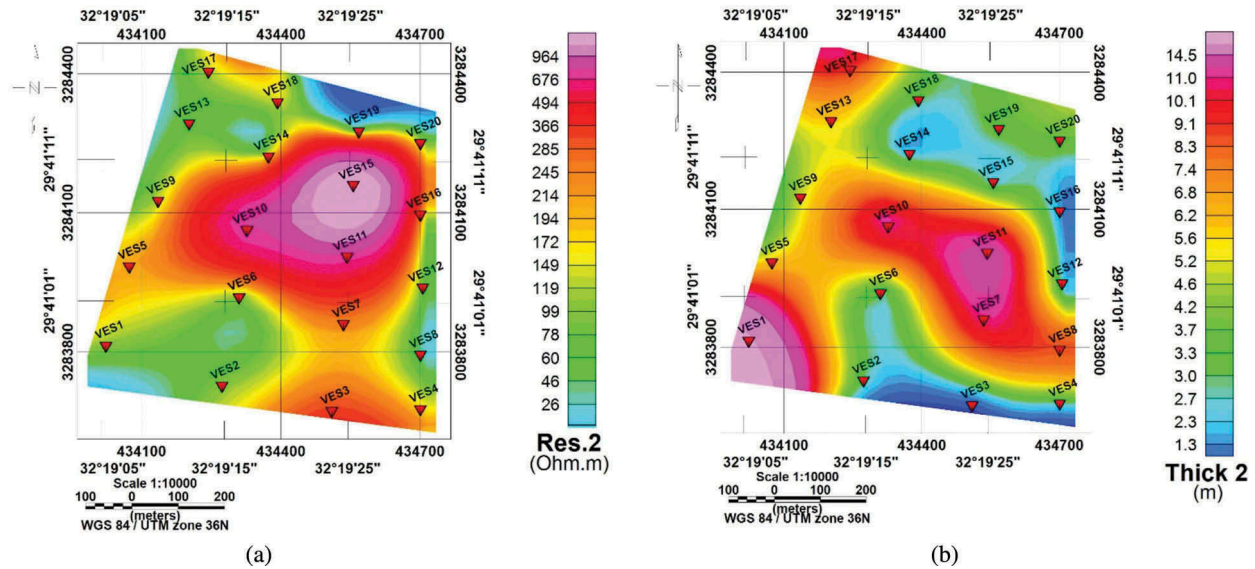 (a)
32°19'05" 32°19'15" 32°19'25"
434100 434400 434700
3284400 3284100 3283800
29°41'11" 29°41'01"
N
VES17
VES18
VES13
VES19
VES20
VES14
VES15
VES9
VES16
VES10
VES11
VES5
VES12
VES6
VES7
VES1
VES8
VES2
VES3
VES4
3284400 3284100 3283800
29°41'11" 29°41'01"
434100 434400 434700
32°19'05" 32°19'15" 32°19'25"
Scale 1:10000
100 0 100 200
(meters)
WGS 84 / UTM zone 36N
964
676
494
366
285
245
214
194
172
149
119
99
78
60
46
26
Res.2
(Ohm.m)
(b)
32°19'05" 32°19'15" 32°19'25"
434100 434400 434700
3284400 3284100 3283800
29°41'11" 29°41'01"
N
VES17
VES18
VES13
VES19
VES20
VES14
VES15
VES9
VES16
VES10
VES11
VES5
VES12
VES6
VES7
VES1
VES8
VES2
VES3
VES4
3284400 3284100 3283800
29°41'11" 29°41'01"
434100 434400 434700
32°19'05" 32°19'15" 32°19'25"
Scale 1:10000
100 0 100 200
(meters)
WGS 84 / UTM zone 36N
14.5
11.0
10.1
9.1
8.3
7.4
6.8
6.2
5.6
5.2
4.6
4.2
3.7
3.3
3.0
2.7
2.3
1.3
Thick 2
(m)
(a)
(b)